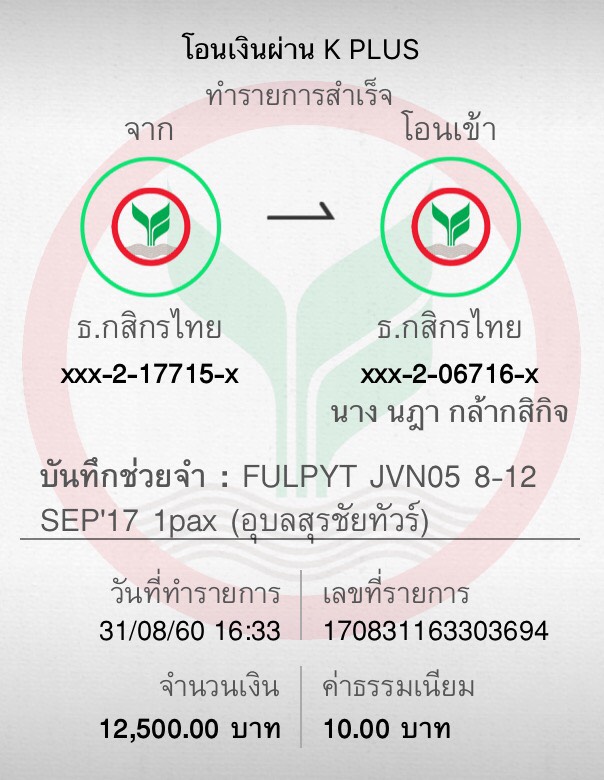 โอนเงินผ่าน K PLUS
ทำรายการสำเร็จ
จาก
โอนเข้า
ธ.กสิกรไทย
ธ.กสิกรไทย
xxx-2-17715-x
xxx-2-06716-x
นาง นฎา กล้ากสิกิจ
บันทึกช่วยจำ : FULPYT JVN05 8-12
SEP'17 1pax (อุบลสุรชัยทัวร์)
วันที่ทำรายการ
เลขที่รายการ
31/08/60 16:33
170831163303694
จำนวนเงิน
ค่าธรรมเนียม
12,500.00 บาท
10.00 บาท